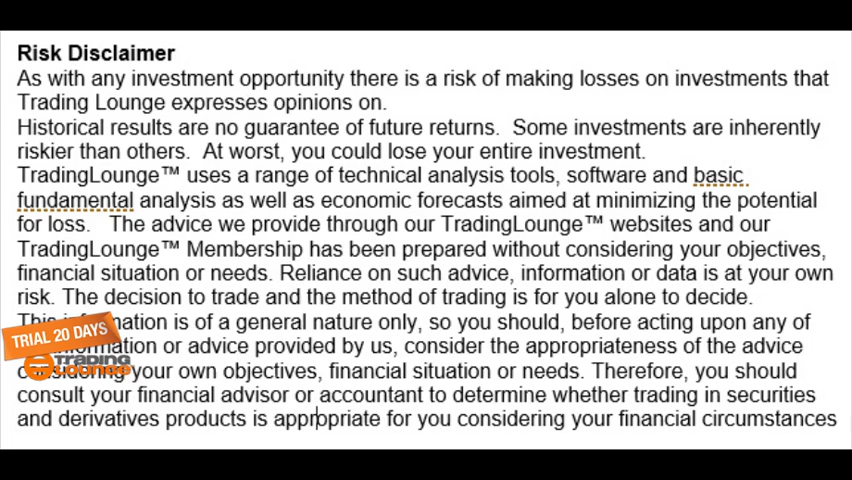 Risk Disclaimer
As with any investment opportunity there is a risk of making losses on investments that
Trading Lounge expresses opinions on.
Historical results are no guarantee of future returns.  Some investments are inherently
riskier than others.  At worst, you could lose your entire investment.
TradingLounge™ uses a range of technical analysis tools, software and basic
fundamental analysis as well as economic forecasts aimed at minimizing the potential
for loss.   The advice we provide through our TradingLounge™ websites and our
TradingLounge™ Membership has been prepared without considering your objectives,
financial situation or needs. Reliance on such advice, information or data is at your own
risk. The decision to trade and the method of trading is for you alone to decide.
This information is of a general nature only, so you should, before acting upon any of
information or advice provided by us, consider the appropriateness of the advice
considering your own objectives, financial situation or needs. Therefore, you should
consult your financial advisor or accountant to determine whether trading in securities
and derivatives products is appropriate for you considering your financial circumstances
TRIAL 20 DAYS
TRADING
LOUNGE